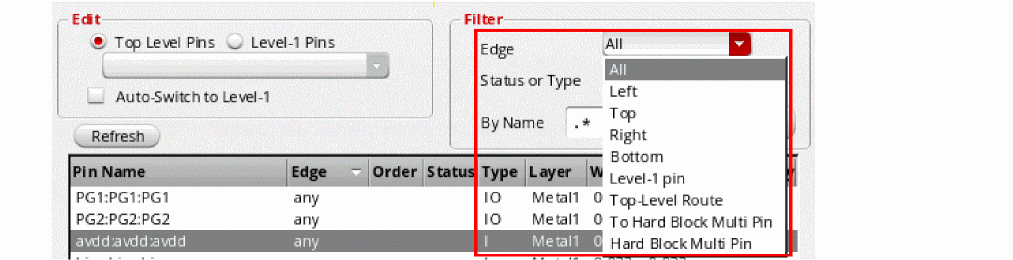 Edit
Filter
Top Level Pins Level-1 Pins
Edge All
All
Status or Type
Left
Auto-Switch to Level-1
Top
By Name .*
Right
Refresh
Bottom
Pin Name Edge Order Status Type Layer W
Level-1 pin
PG1:PG1:PG1 any IO Metal1 0
Top-Level Route
PG2:PG2:PG2 any IO Metal1 0
To Hard Block Multi Pin
avdd:avdd:avdd any I Metal1 0
Hard Block Multi Pin